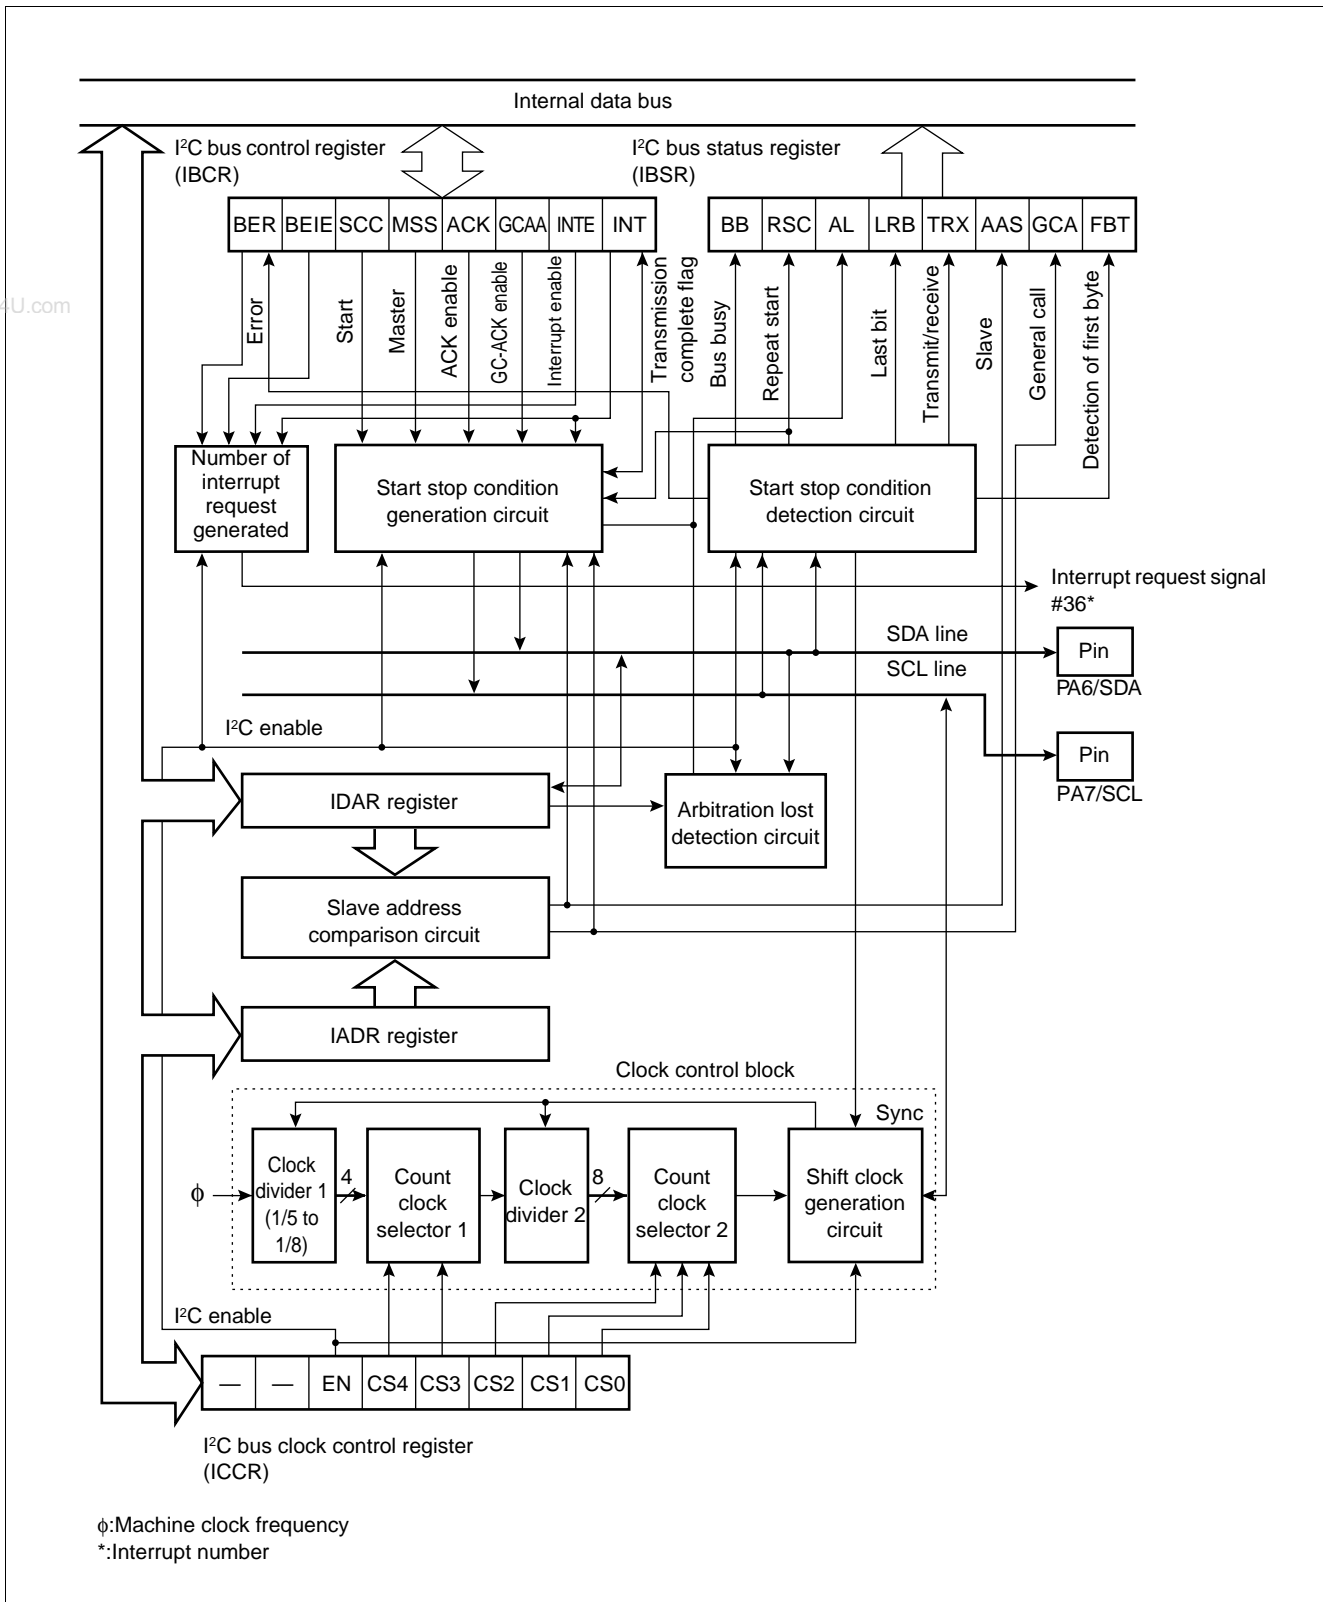 Internal data bus
I²C bus control register
(IBCR)
I²C bus status register
(IBSR)
BER BEIE SCC MSS ACK GCAA INTE INT
BB RSC AL LRB TRX AAS GCA FBT
4U.com
Error
Start
Master
ACK enable
GC-ACK enable
Interrupt enable
Transmission
complete flag
Bus busy
Repeat start
Last bit
Transmit/receive
Slave
General call
Detection of first byte
Number of
interrupt
request
generated
Start stop condition
generation circuit
Start stop condition
detection circuit
Interrupt request signal
#36*
SDA line
SCL line
Pin
PA6/SDA
Pin
PA7/SCL
I²C enable
IDAR register
Arbitration lost
detection circuit
Slave address
comparison circuit
IADR register
Clock control block
Sync
ϕ
Clock
divider 1
(1/5 to
1/8)
4
Count
clock
selector 1
Clock
divider 2
8
Count
clock
selector 2
Shift clock
generation
circuit
I²C enable
— — EN CS4 CS3 CS2 CS1 CS0
I²C bus clock control register
(ICCR)
ϕ:Machine clock frequency
*:Interrupt number